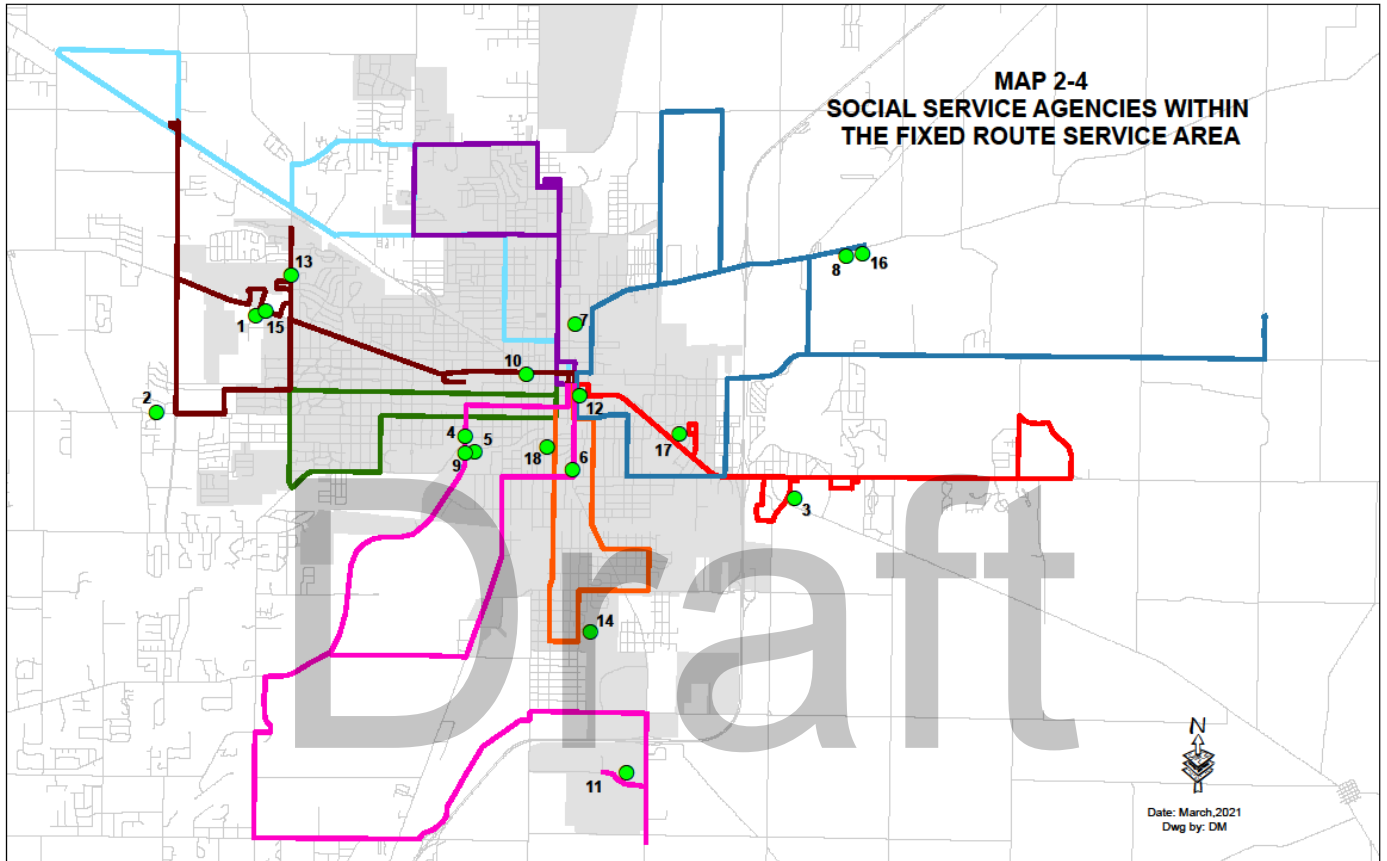 MAP 2-4
SOCIAL SERVICE AGENCIES WITHIN
THE FIXED ROUTE SERVICE AREA
8
16
13
1
15
7
10
2
12
4
5
9
18
6
17
3
14
11
Draft
N
Date: March,2021
Dwg by: DM